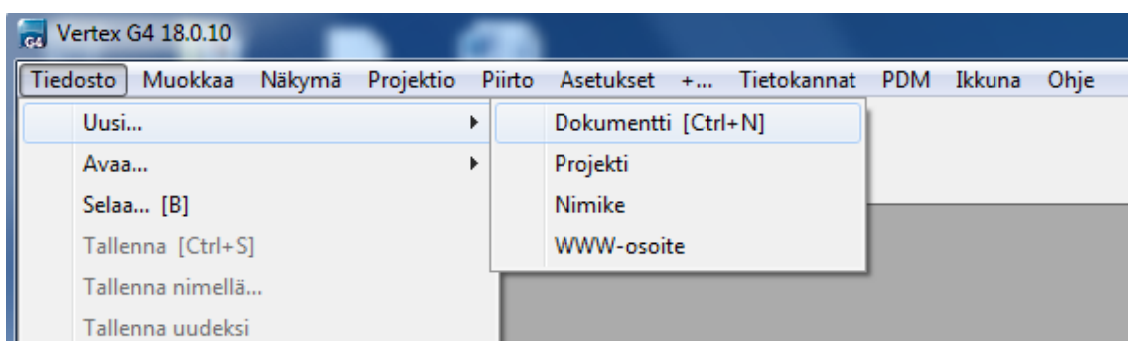 Vertex G4 18.0.10
Tiedosto Muokkaa Näkymä Projektio Piirto Asetukset +... Tietokannat PDM Ikkuna Ohje
Uusi...
Avaa...
Selaa... [B]
Tallenna [Ctrl+S]
Tallenna nimellä...
Tallenna uudeksi
Dokumentti [Ctrl+N]
Projekti
Nimike
WWW-osoite